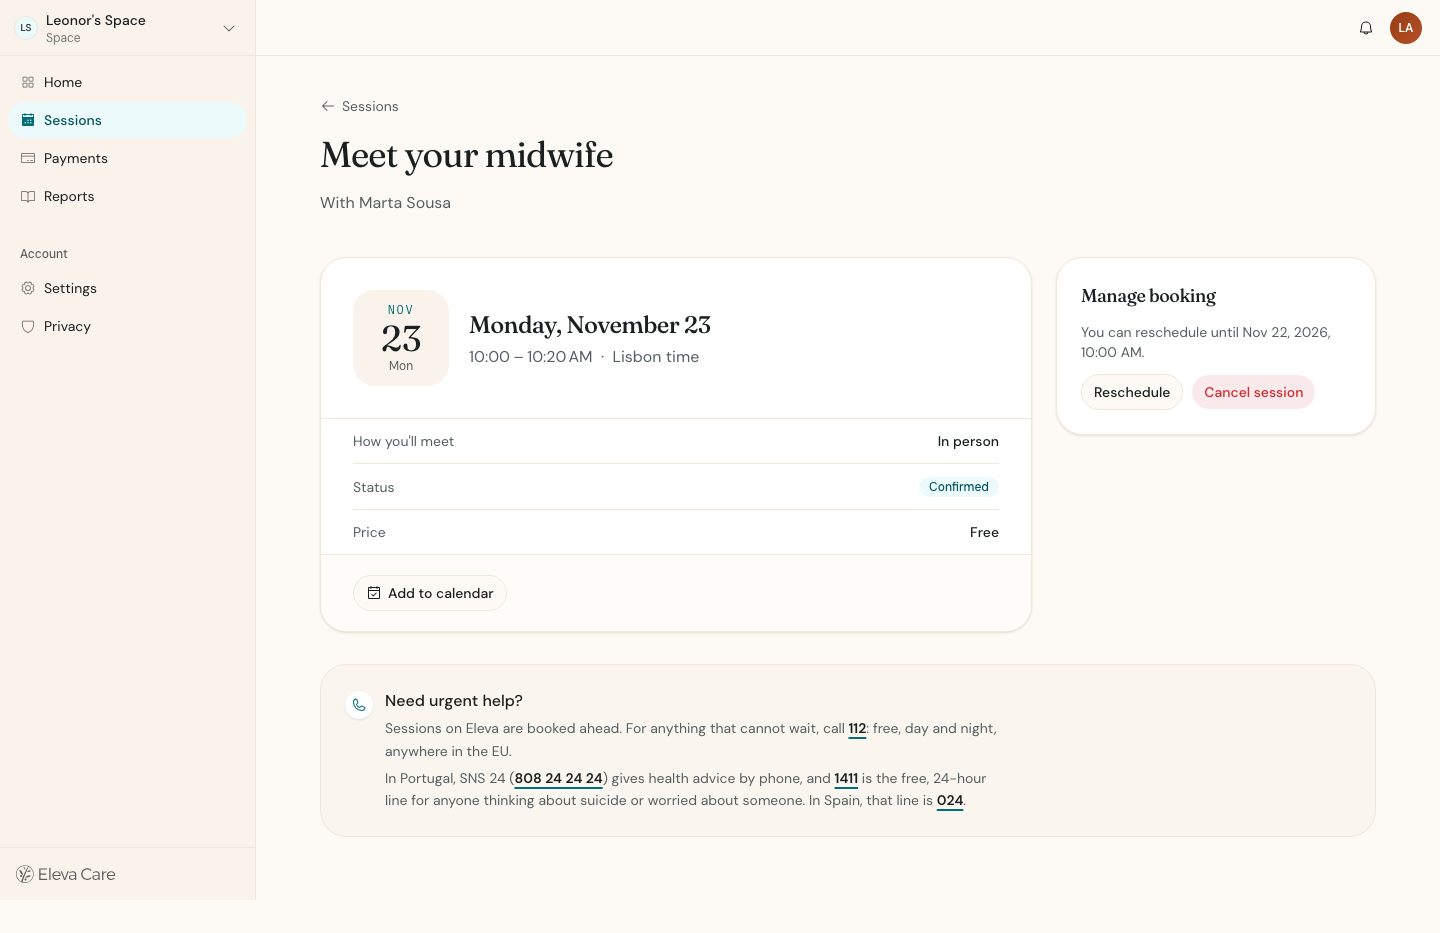 LS
Leonor's Space
Space
LA
Home
Sessions
Payments
Reports
Account
Settings
Privacy
Eleva Care
Sessions
Meet your midwife
With Marta Sousa
NOV
23
Mon
Monday, November 23
10:00 – 10:20 AM · Lisbon time
How you'll meet
In person
Status
Confirmed
Price
Free
Add to calendar
Manage booking
You can reschedule until Nov 22, 2026,
10:00 AM.
Reschedule
Cancel session
Need urgent help?
Sessions on Eleva are booked ahead. For anything that cannot wait, call 112: free, day and night,
anywhere in the EU.
In Portugal, SNS 24 (808 24 24 24) gives health advice by phone, and 1411 is the free, 24-hour
line for anyone thinking about suicide or worried about someone. In Spain, that line is 024.